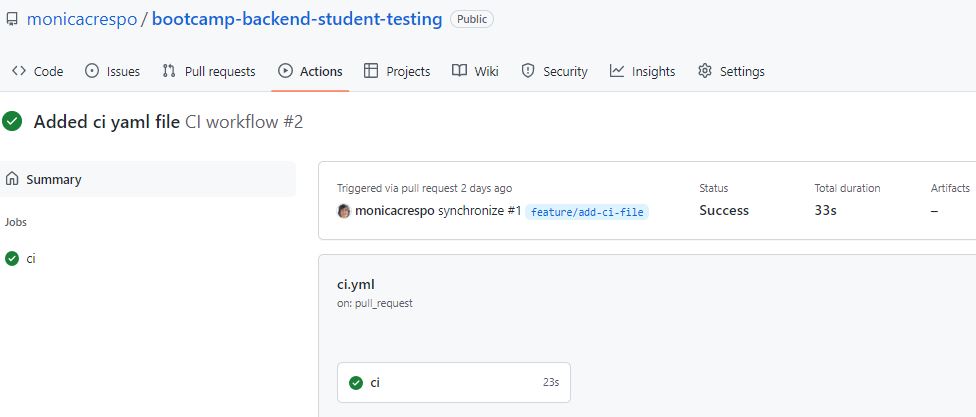 monicacrespo / bootcamp-backend-student-testing Public
Code Issues Pull requests Actions Projects Wiki Security Insights Settings
Added ci yaml file CI workflow #2
Summary
Jobs
ci
Triggered via pull request 2 days ago
monicacrespo synchronize #1 feature/add-ci-file
Status
Success
Total duration
33s
Artifacts
–
ci.yml
on: pull_request
ci 23s